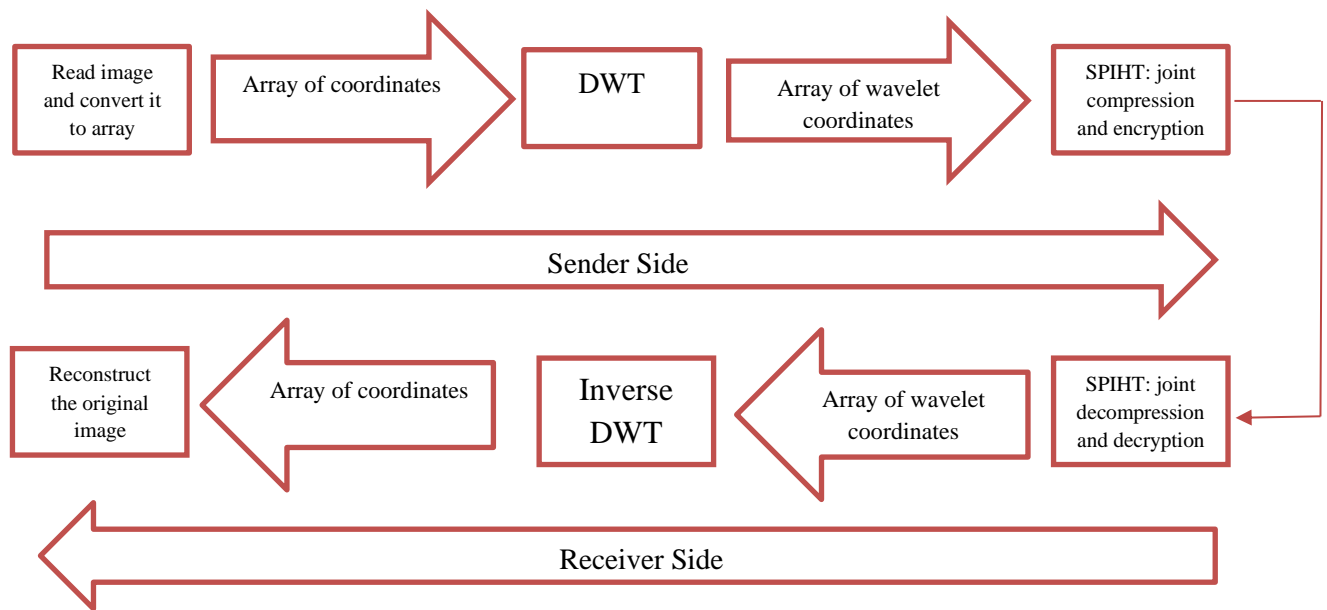 Read image
and convert it
to array
Array of coordinates
DWT
Array of wavelet
coordinates
SPIHT: joint
compression
and encryption
Sender Side
Reconstruct
the original
image
Array of coordinates
Inverse
DWT
Array of wavelet
coordinates
SPIHT: joint
decompression
and decryption
Receiver Side